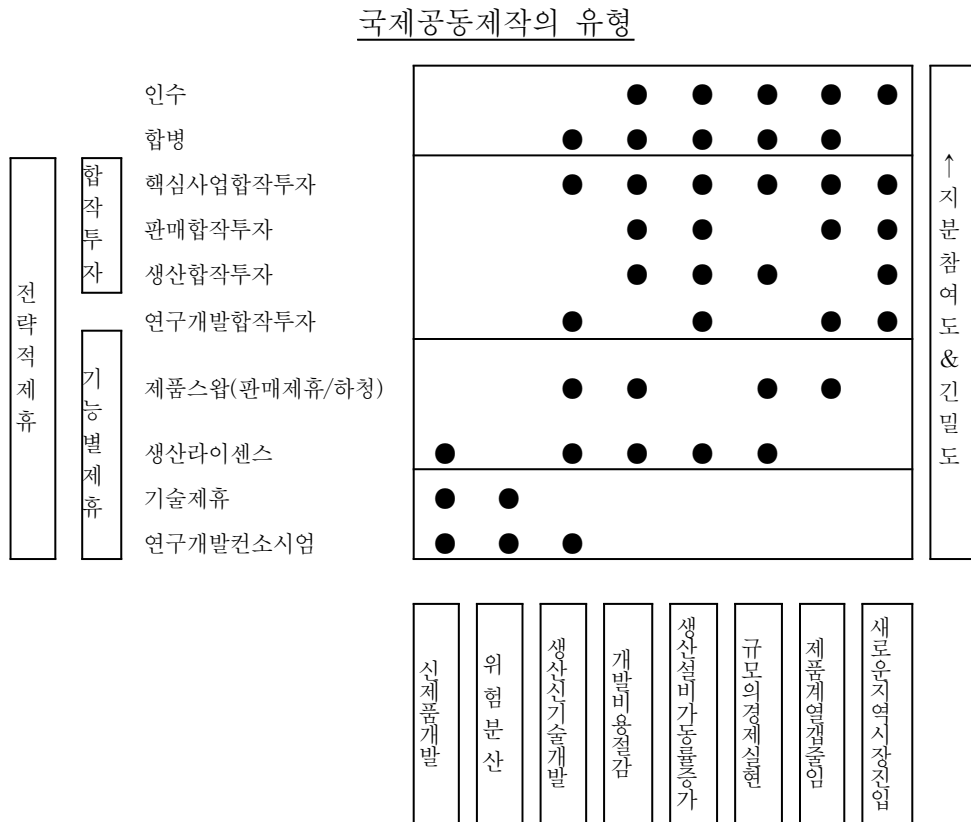 국제공동제작의 유형
인수
합병
핵심사업합작투자
판매합작투자
생산합작투자
연구개발합작투자
제품스왑(판매제휴/하청)
생산라이센스
기술제휴
연구개발컨소시엄
전략적제휴
합작투자
기능별제휴
↑지분참여도&긴밀도
신제품개발
위험분산
생산신기술개발
개발비용절감
생산설비가동률증가
규모의경제실현
제품계열갭줄임
새로운지역시장진입